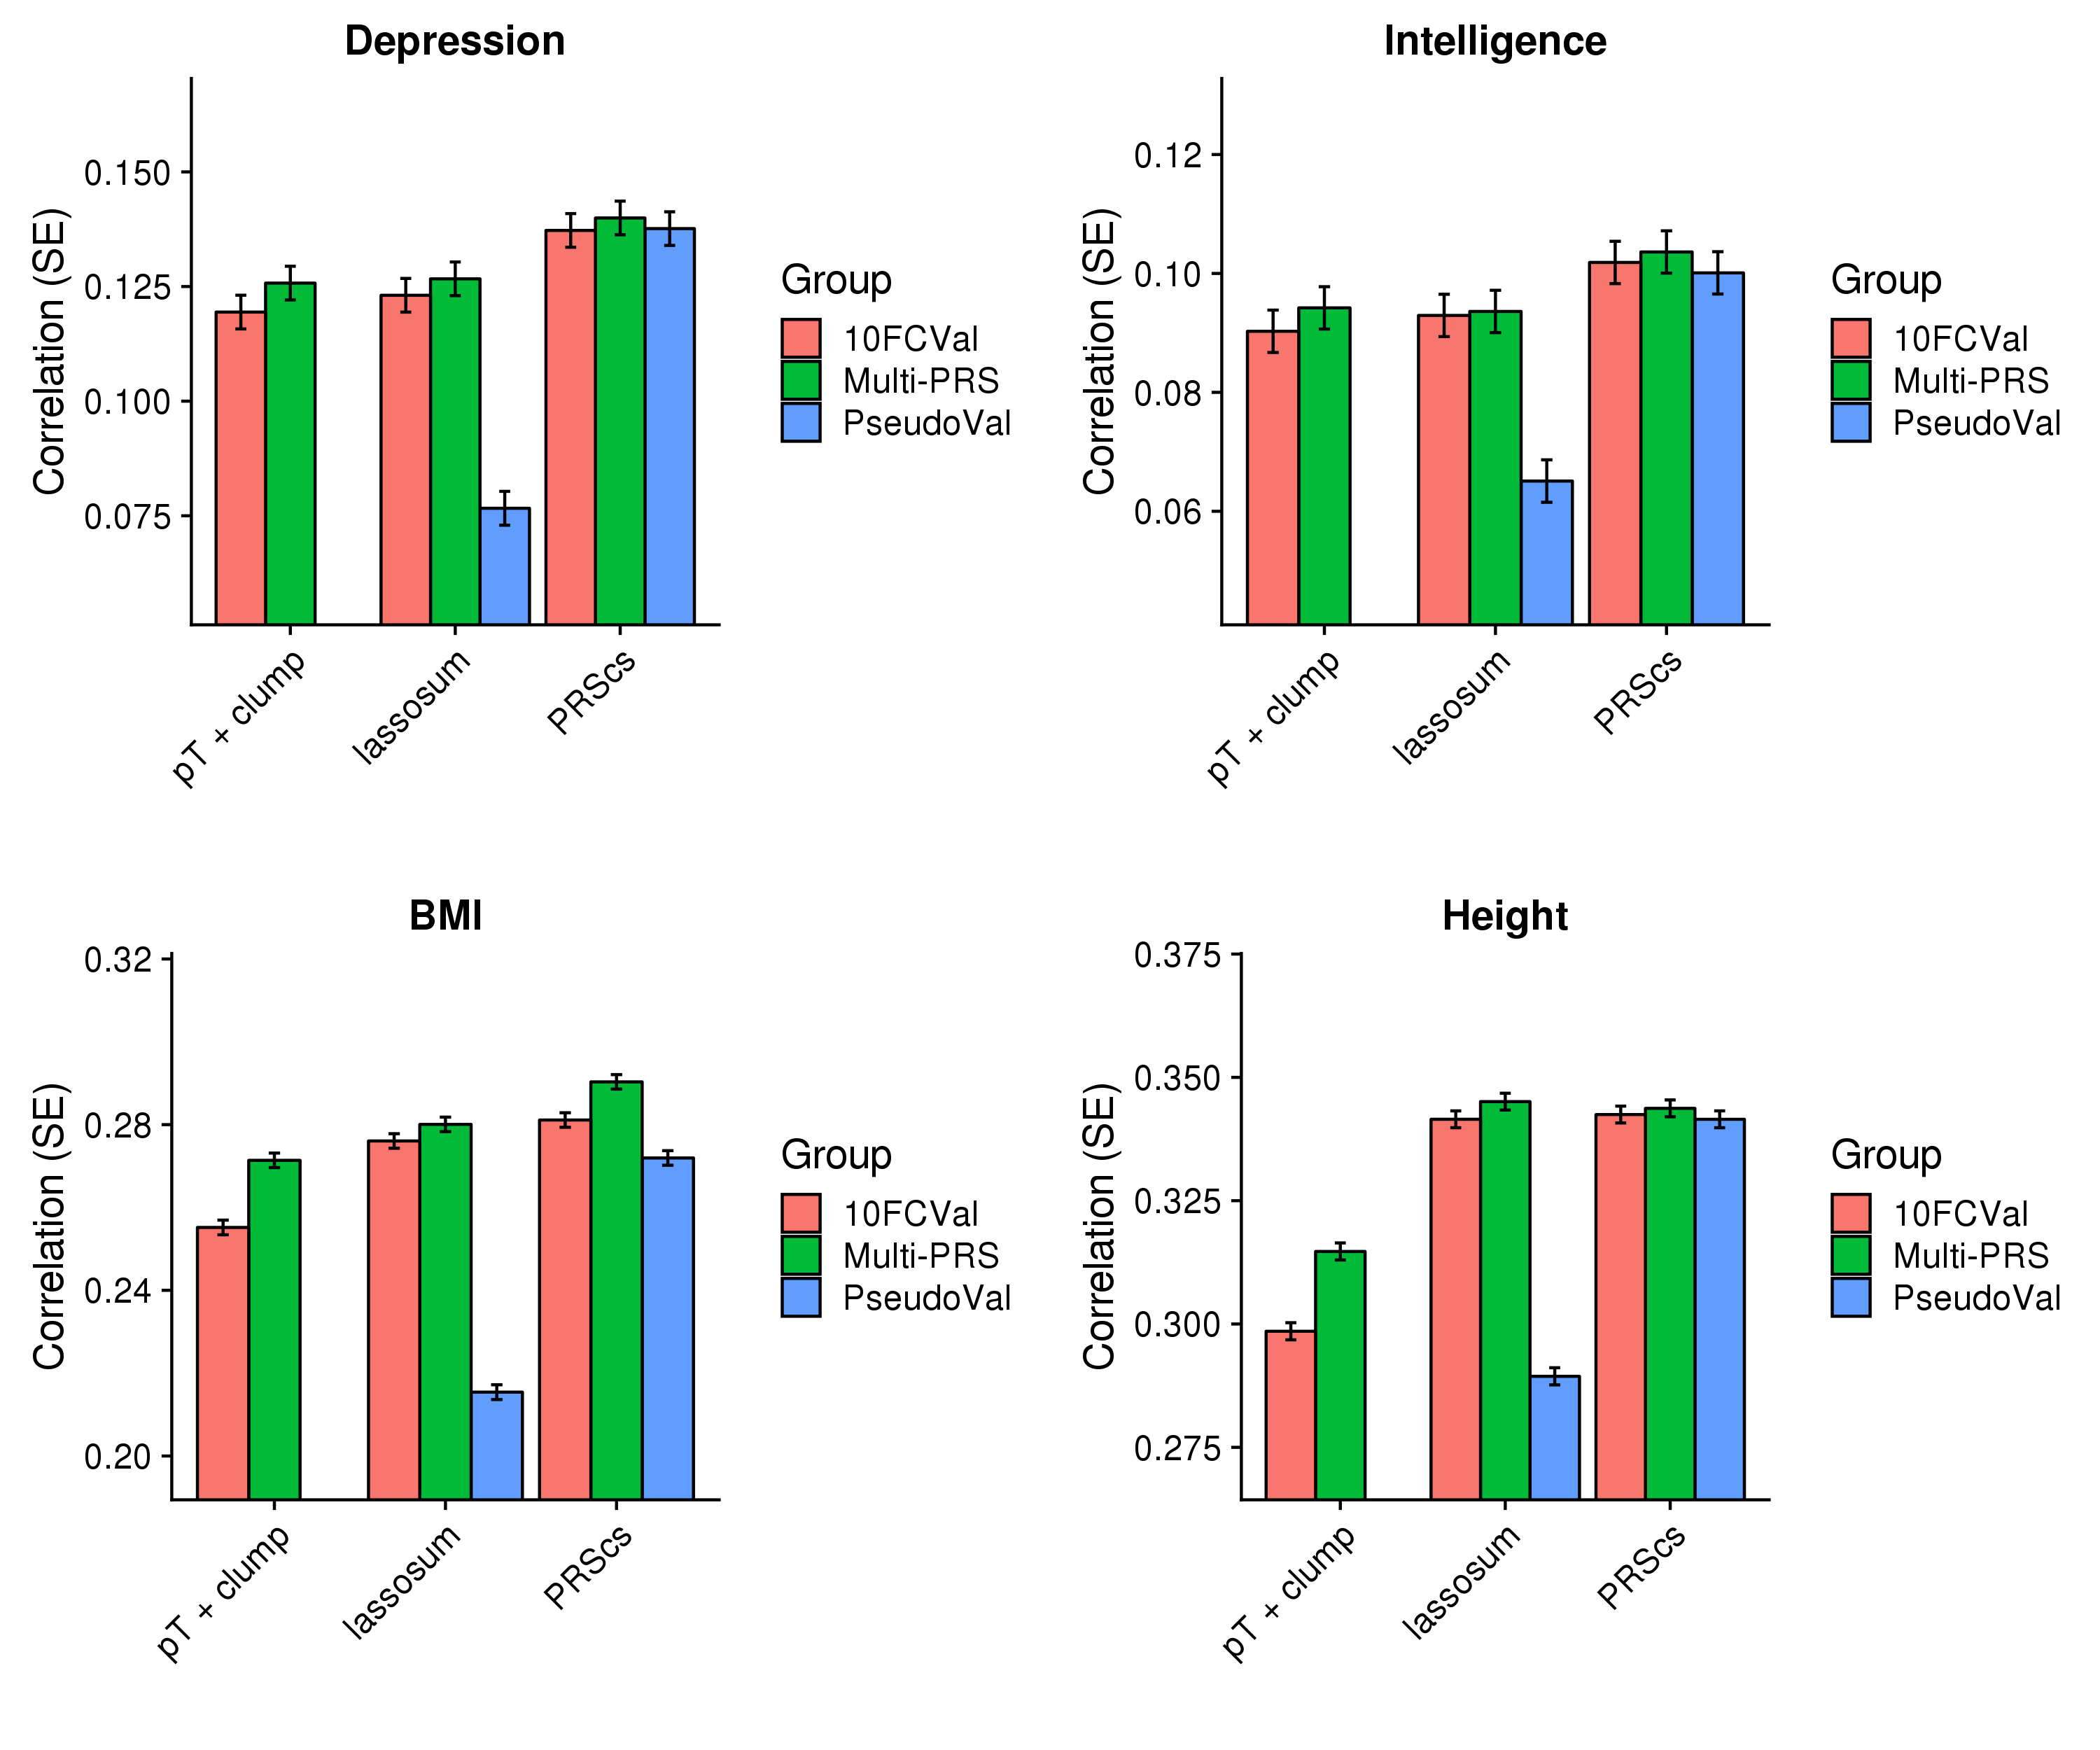 Depression
Correlation (SE)
0.150
0.125
0.100
0.075
pT + clump
lassosum
PRScs
Group
10FCVal
Multi-PRS
PseudoVal
Intelligence
Correlation (SE)
0.12
0.10
0.08
0.06
pT + clump
lassosum
PRScs
Group
10FCVal
Multi-PRS
PseudoVal
BMI
Correlation (SE)
0.32
0.28
0.24
0.20
pT + clump
lassosum
PRScs
Group
10FCVal
Multi-PRS
PseudoVal
Height
Correlation (SE)
0.375
0.350
0.325
0.300
0.275
pT + clump
lassosum
PRScs
Group
10FCVal
Multi-PRS
PseudoVal